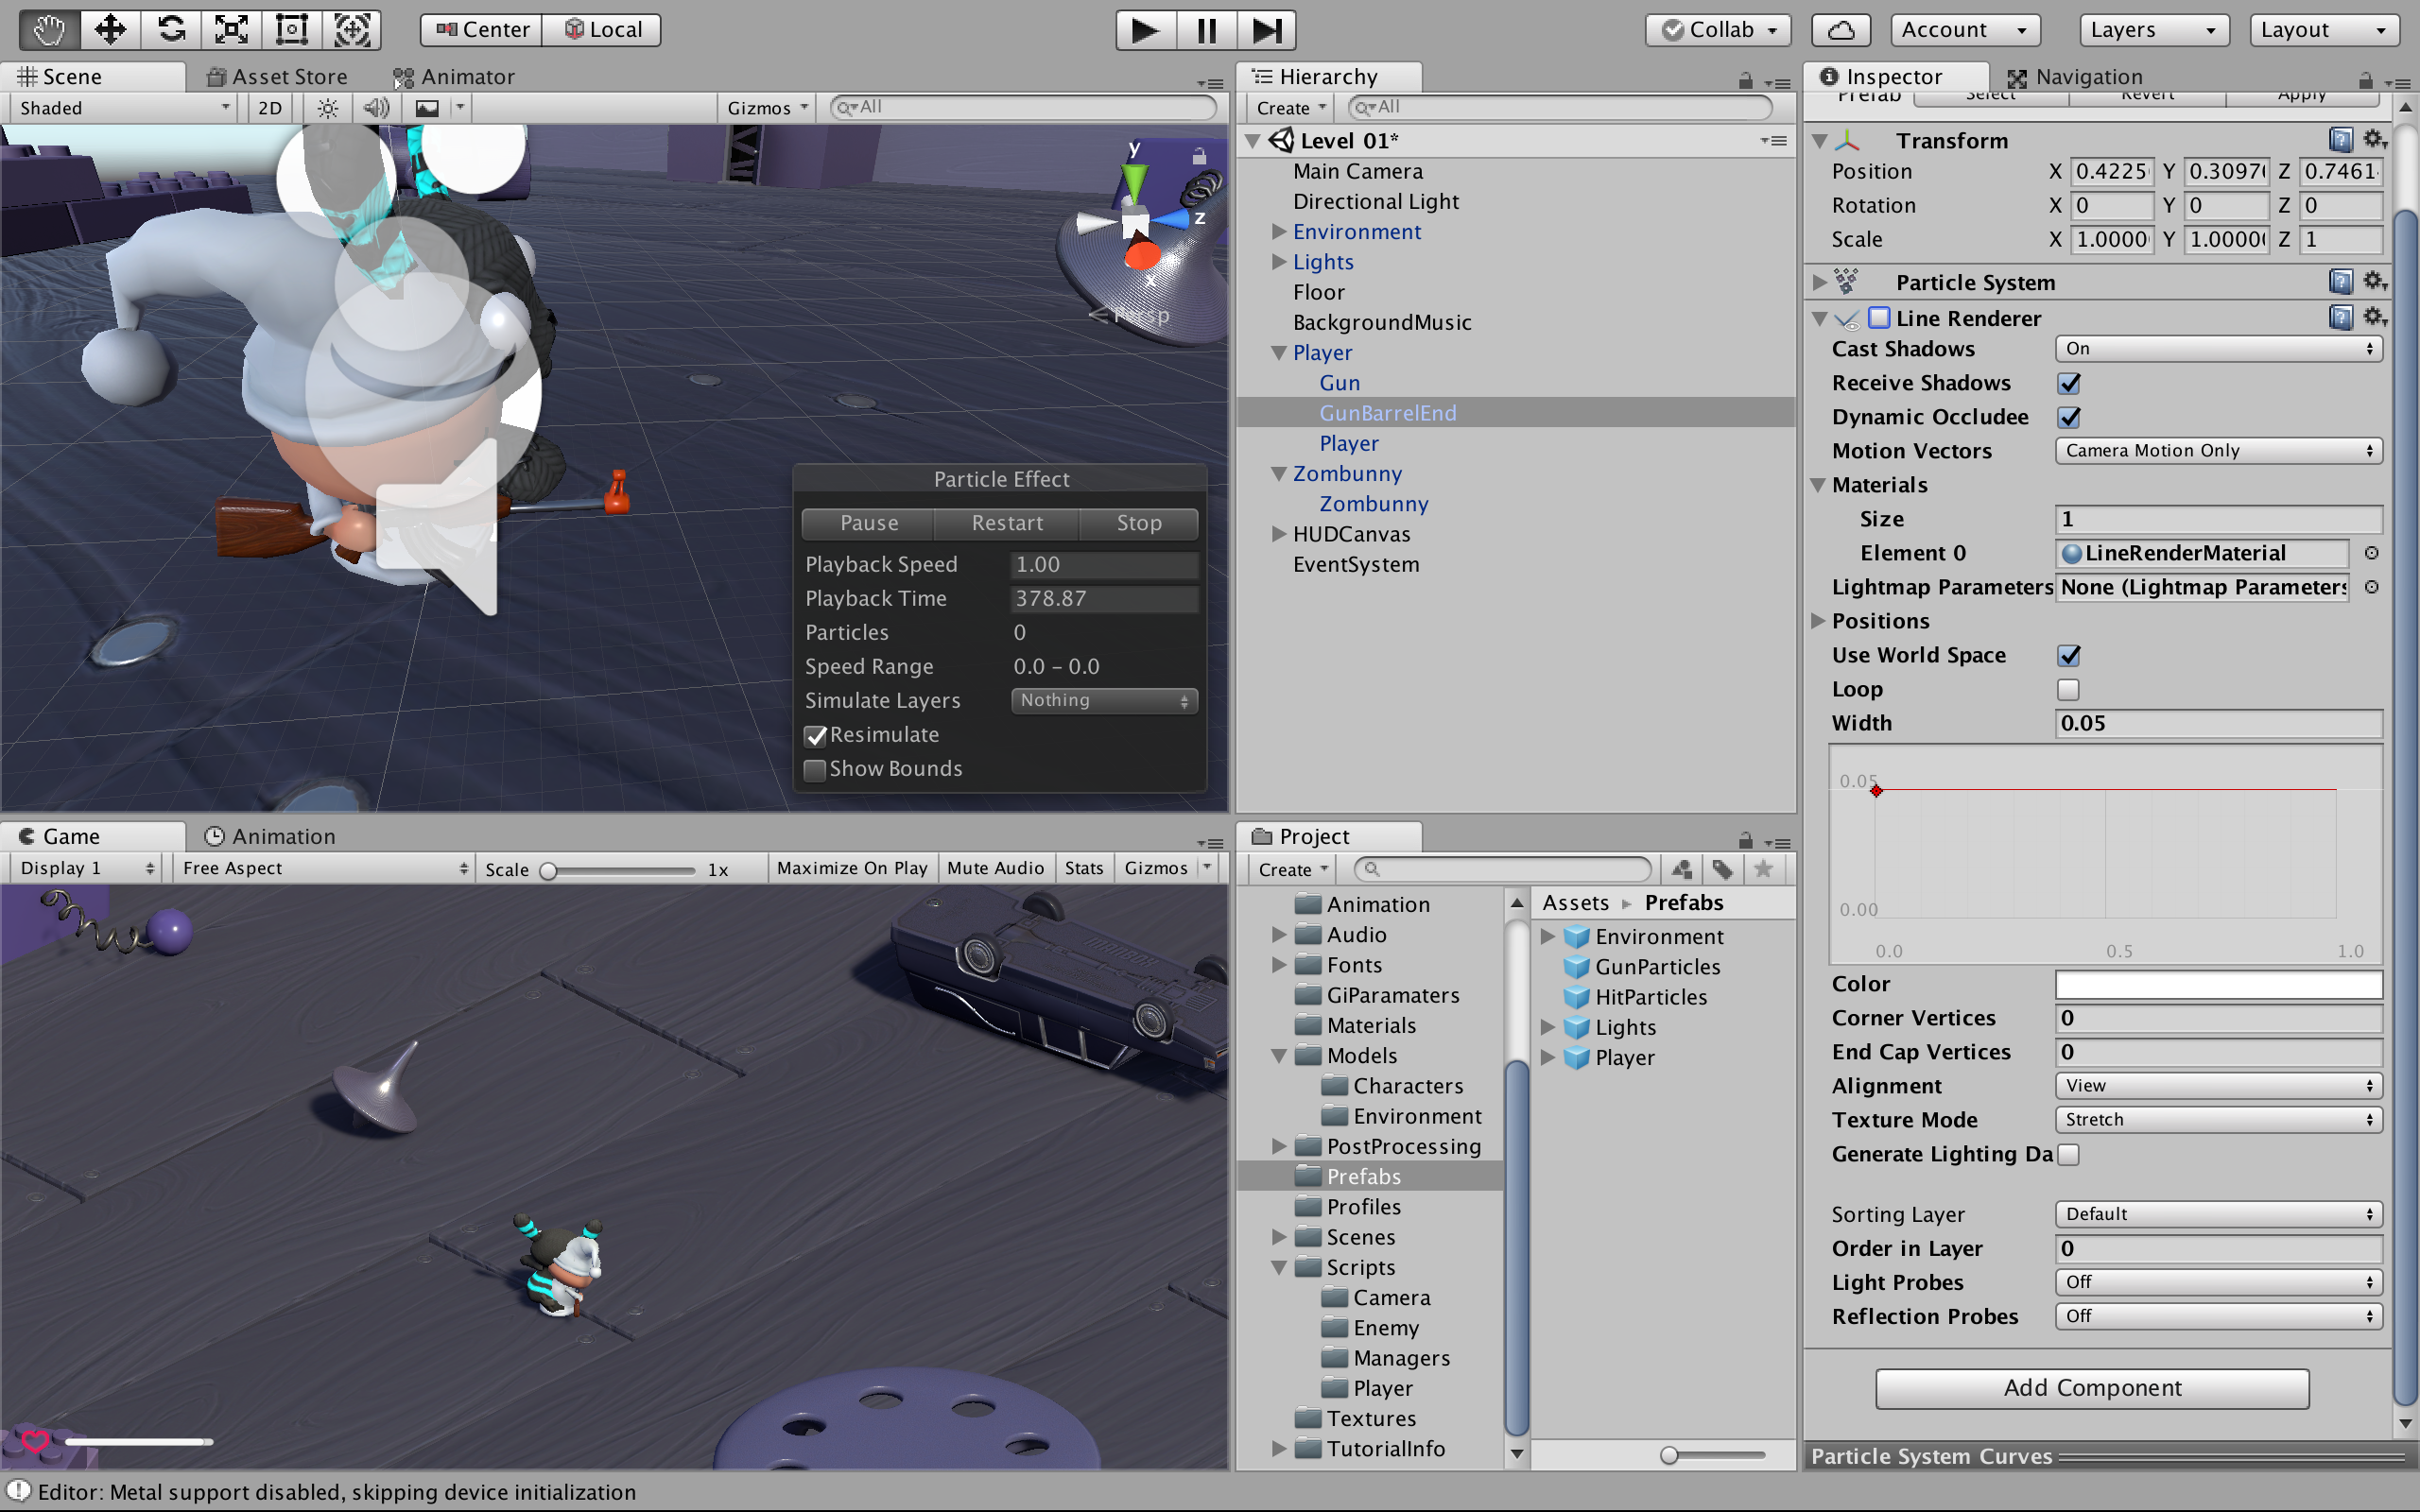 Center Local Collab Account Layers Layout
Scene Asset Store Animator
Shaded 2D Gizmos All
y
z
x
Persp
Particle Effect
Pause Restart Stop
Playback Speed 1.00
Playback Time 378.87
Particles 0
Speed Range 0.0 – 0.0
Simulate Layers Nothing
Resimulate
Show Bounds
Game Animation
Display 1 Free Aspect Scale 1x Maximize On Play Mute Audio Stats Gizmos
Hierarchy
Create All
Level 01*
Main Camera
Directional Light
Environment
Lights
Floor
BackgroundMusic
Player
Gun
GunBarrelEnd
Player
Zombunny
Zombunny
HUDCanvas
EventSystem
Project
Create
Animation
Audio
Fonts
GiParamaters
Materials
Models
Characters
Environment
PostProcessing
Prefabs
Profiles
Scenes
Scripts
Camera
Enemy
Managers
Player
Textures
TutorialInfo
Assets Prefabs
Environment
GunParticles
HitParticles
Lights
Player
Inspector Navigation
Prefab Select Revert Apply
Transform
Position X 0.4225 Y 0.3097 Z 0.7461
Rotation X 0 Y 0 Z 0
Scale X 1.0000 Y 1.0000 Z 1
Particle System
Line Renderer
Cast Shadows On
Receive Shadows
Dynamic Occludee
Motion Vectors Camera Motion Only
Materials
Size 1
Element 0 LineRenderMaterial
Lightmap Parameters None (Lightmap Parameters
Positions
Use World Space
Loop
Width 0.05
0.05
0.00
0.0 0.5 1.0
Color
Corner Vertices 0
End Cap Vertices 0
Alignment View
Texture Mode Stretch
Generate Lighting Da
Sorting Layer Default
Order in Layer 0
Light Probes Off
Reflection Probes Off
Add Component
Particle System Curves
Editor: Metal support disabled, skipping device initialization